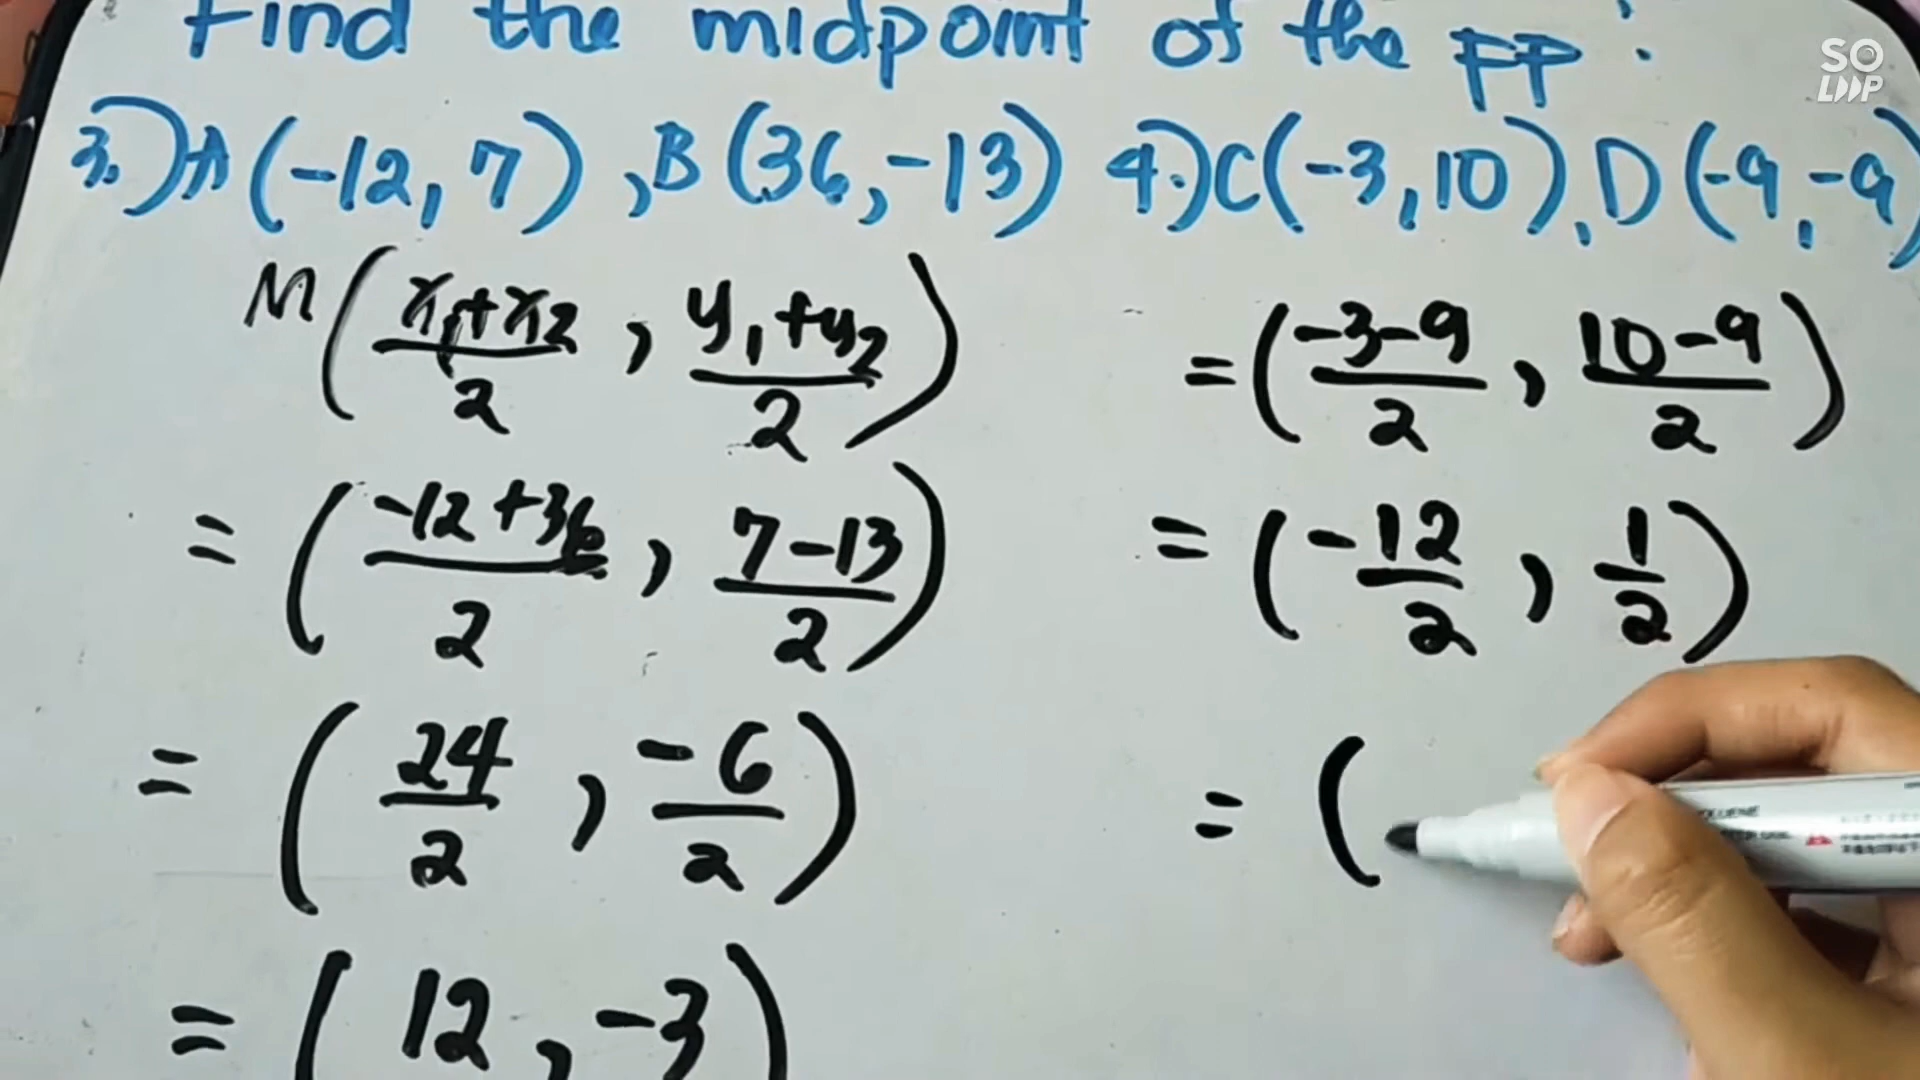 Find the midpoint of the FP:
3.) A(-12, 7), B(36, -13) 4.) C(-3, 10), D(-9, -9)
M(x1+x2/2, y1+y2/2)
= (-12+36/2, 7-13/2)
= (24/2, -6/2)
= (12, -3)
= (-3-9/2, 10-9/2)
= (-12/2, 1/2)
= (
SO
LOOP